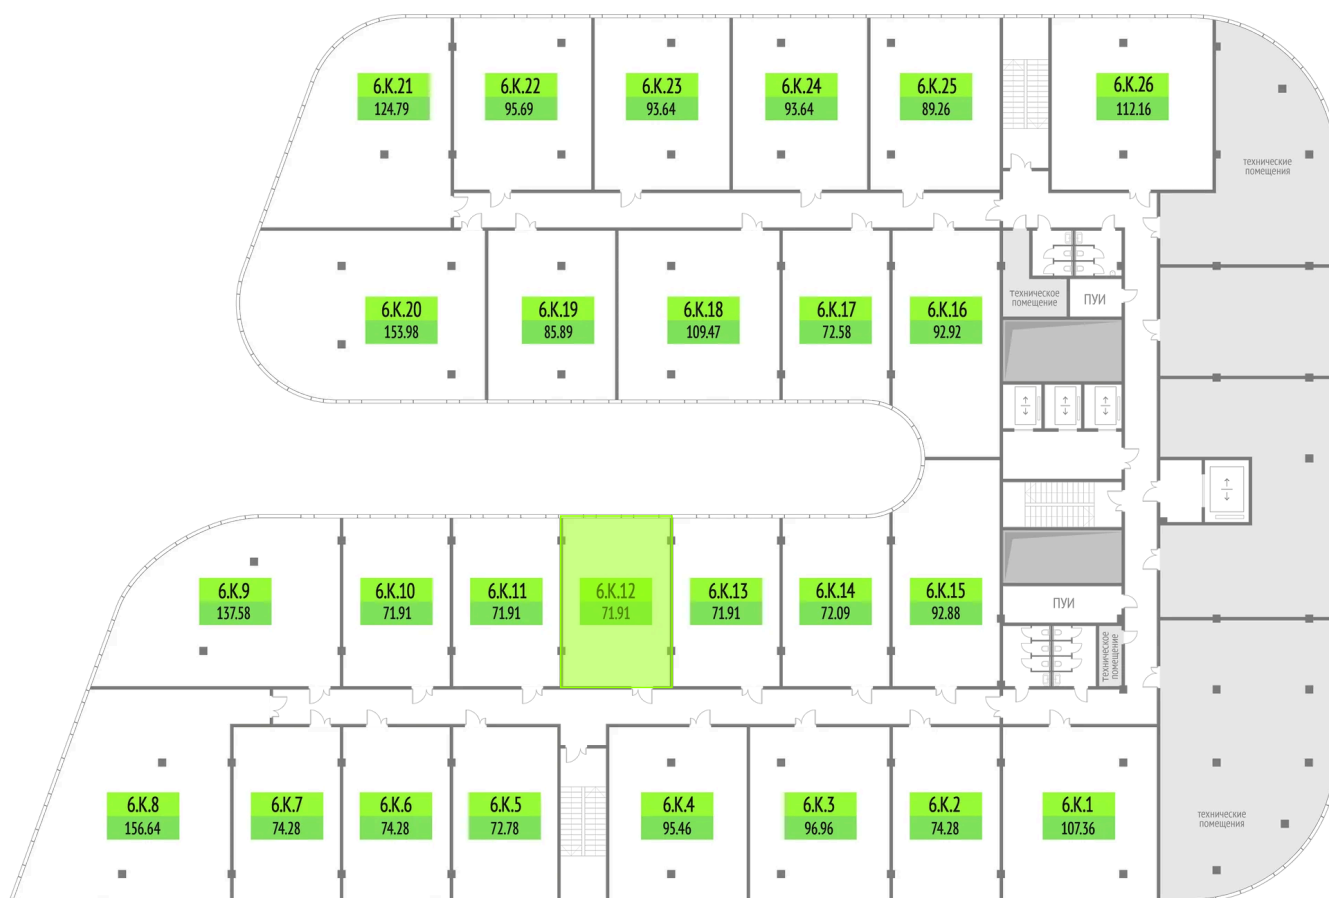 6.К.21
124.79
6.К.22
95.69
6.К.23
93.64
6.К.24
93.64
6.К.25
89.26
6.К.26
112.16
технические
помещения
6.К.20
153.98
6.К.19
85.89
6.К.18
109.47
6.К.17
72.58
6.К.16
92.92
техническое
помещение
ПУИ
6.К.9
137.58
6.К.10
71.91
6.К.11
71.91
6.К.12
71.91
6.К.13
71.91
6.К.14
72.09
6.К.15
92.88
ПУИ
техническое
помещение
6.К.8
156.64
6.К.7
74.28
6.К.6
74.28
6.К.5
72.78
6.К.4
95.46
6.К.3
96.96
6.К.2
74.28
6.К.1
107.36
технические
помещения